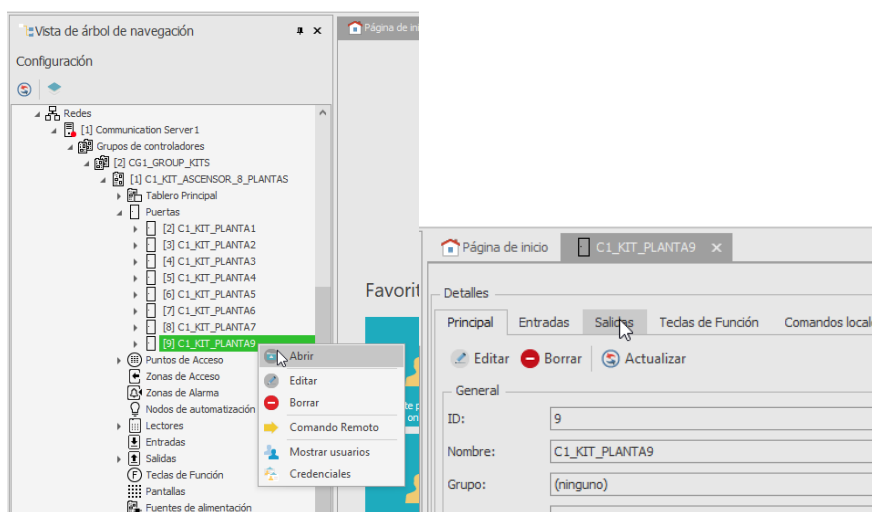 Vista de árbol de navegación
Configuración
Redes
[1] Communication Server1
Grupos de controladores
[2] CG1_GROUP_KITS
[1] C1_KIT_ASCENSOR_8_PLANTAS
Tablero Principal
Puertas
[2] C1_KIT_PLANTA1
[3] C1_KIT_PLANTA2
[4] C1_KIT_PLANTA3
[5] C1_KIT_PLANTA4
[6] C1_KIT_PLANTA5
[7] C1_KIT_PLANTA6
[8] C1_KIT_PLANTA7
[9] C1_KIT_PLANTA9
Puntos de Acceso
Zonas de Acceso
Zonas de Alarma
Nodos de automatización
Lectores
Entradas
Salidas
Teclas de Función
Pantallas
Fuentes de alimentación
Abrir
Editar
Borrar
Comando Remoto
Mostrar usuarios
Credenciales
Página de in
Favorit
te p
on
Página de inicio
C1_KIT_PLANTA9
Detalles
Principal Entradas Salidas Teclas de Función Comandos locale
Editar Borrar Actualizar
General
ID: 9
Nombre: C1_KIT_PLANTA9
Grupo: (ninguno)